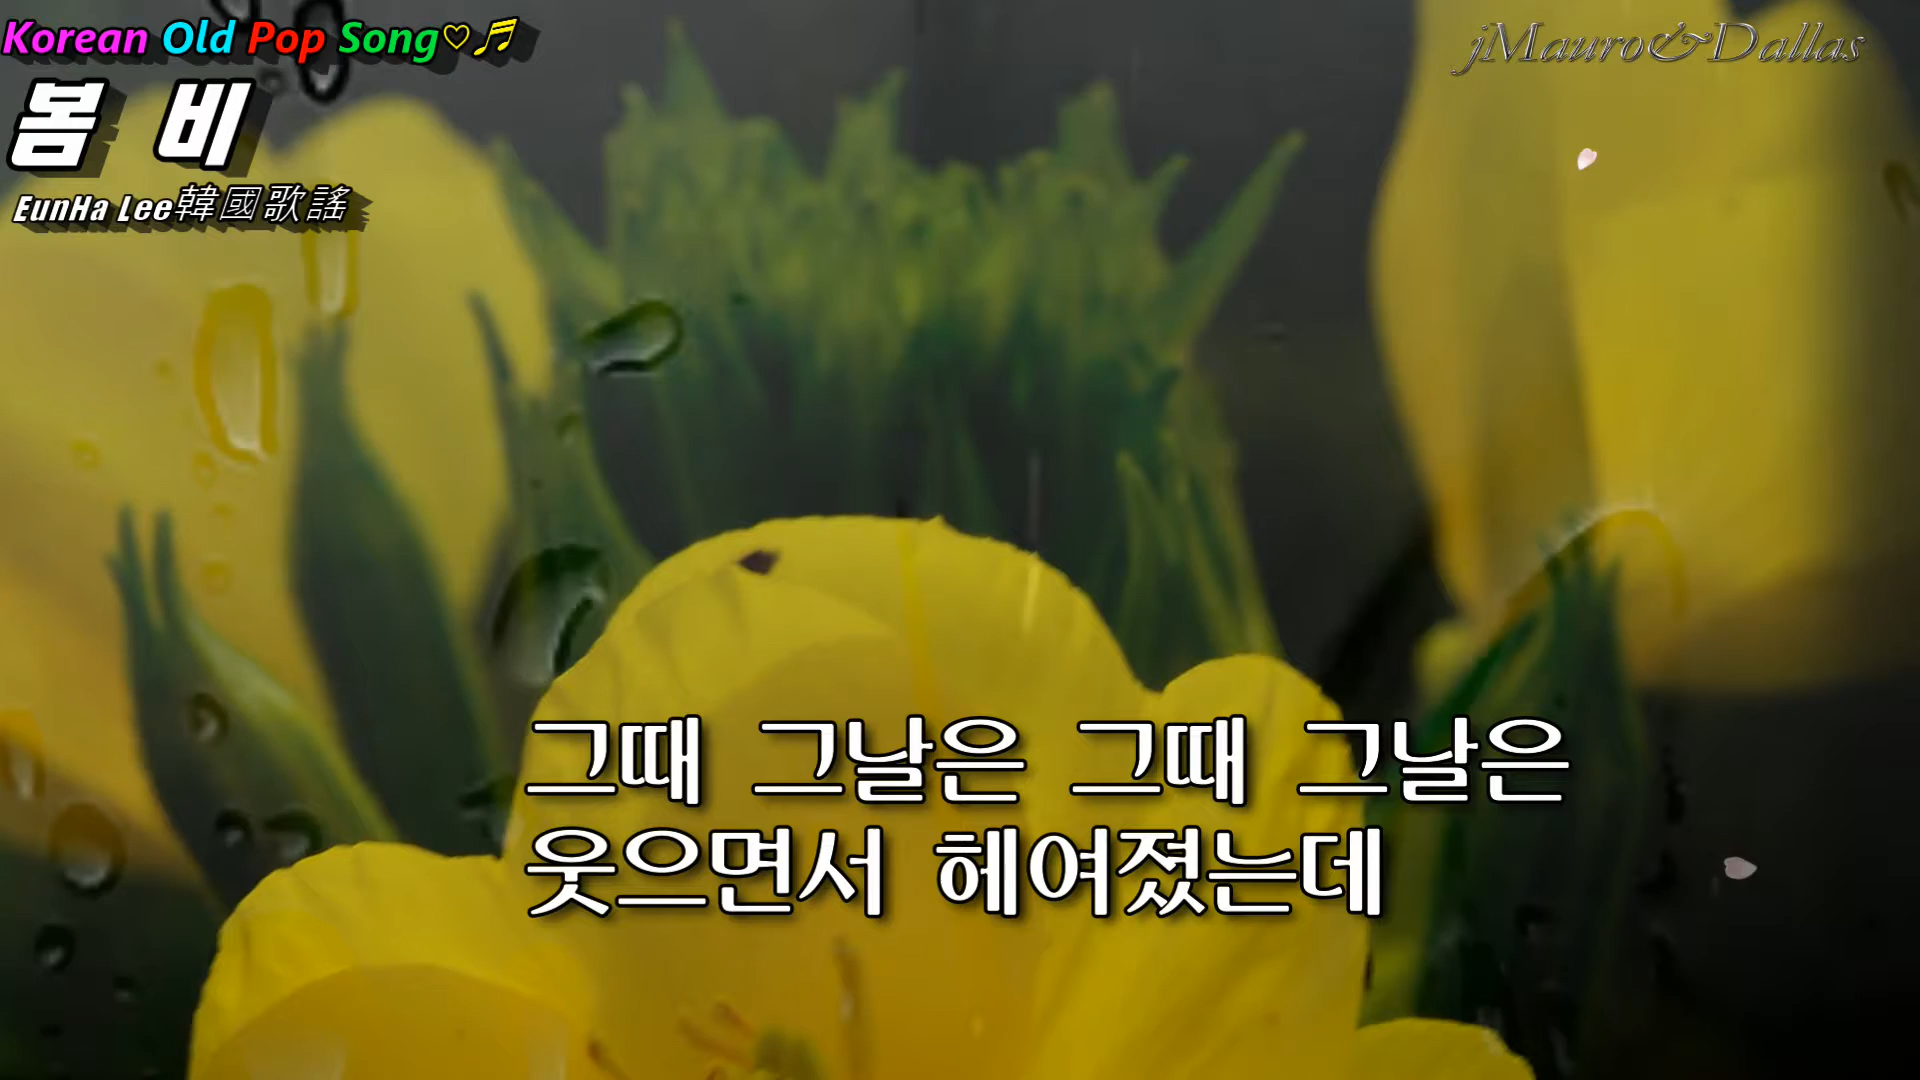 Korean Old Pop Song♡♬
jMauro&Dallas
봄 비
EunHa Lee韓國歌謠
그때 그날은 그때 그날은
웃으면서 헤여졌는데